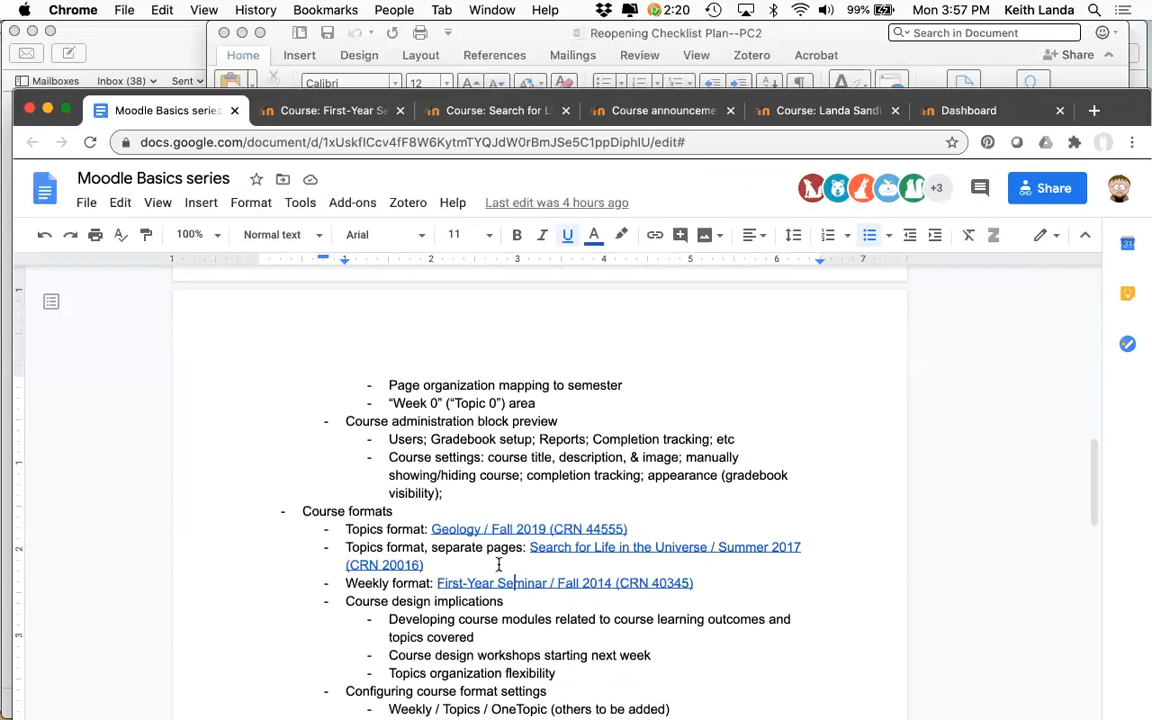 Chrome File Edit View History Bookmarks People Tab Window Help 2:20 99% Mon 3:57 PM Keith Landa
Reopening Checklist Plan--PC2 Search in Document
Home Insert Design Layout References Mailings Review View Zotero Acrobat Share
Mailboxes Inbox (38) Sent Calibri 12
Moodle Basics series Course: First-Year Se Course: Search for Li Course announceme Course: Landa Sand Dashboard
docs.google.com/document/d/1xUskfICcv4fF8W6KytmTYQJdW0rBmJSe5C1ppDiphIU/edit#
Moodle Basics series
+3 Share
File Edit View Insert Format Tools Add-ons Zotero Help Last edit was 4 hours ago
100% Normal text Arial 11 B I U A
1 1 2 3 4 5 6 7
- Page organization mapping to semester
- “Week 0” (“Topic 0”) area
- Course administration block preview
- Users; Gradebook setup; Reports; Completion tracking; etc
- Course settings: course title, description, & image; manually
showing/hiding course; completion tracking; appearance (gradebook
visibility);
- Course formats
- Topics format: Geology / Fall 2019 (CRN 44555)
- Topics format, separate pages: Search for Life in the Universe / Summer 2017
(CRN 20016)
- Weekly format: First-Year Seminar / Fall 2014 (CRN 40345)
- Course design implications
- Developing course modules related to course learning outcomes and
topics covered
- Course design workshops starting next week
- Topics organization flexibility
- Configuring course format settings
- Weekly / Topics / OneTopic (others to be added)